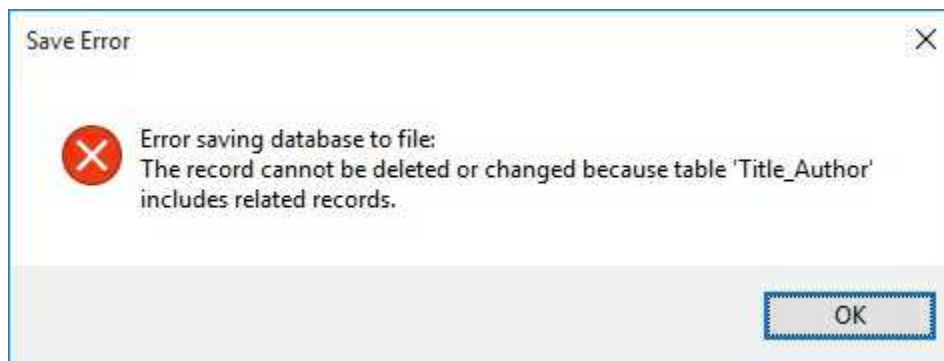 Save Error
Error saving database to file:
The record cannot be deleted or changed because table 'Title_Author'
includes related records.
OK